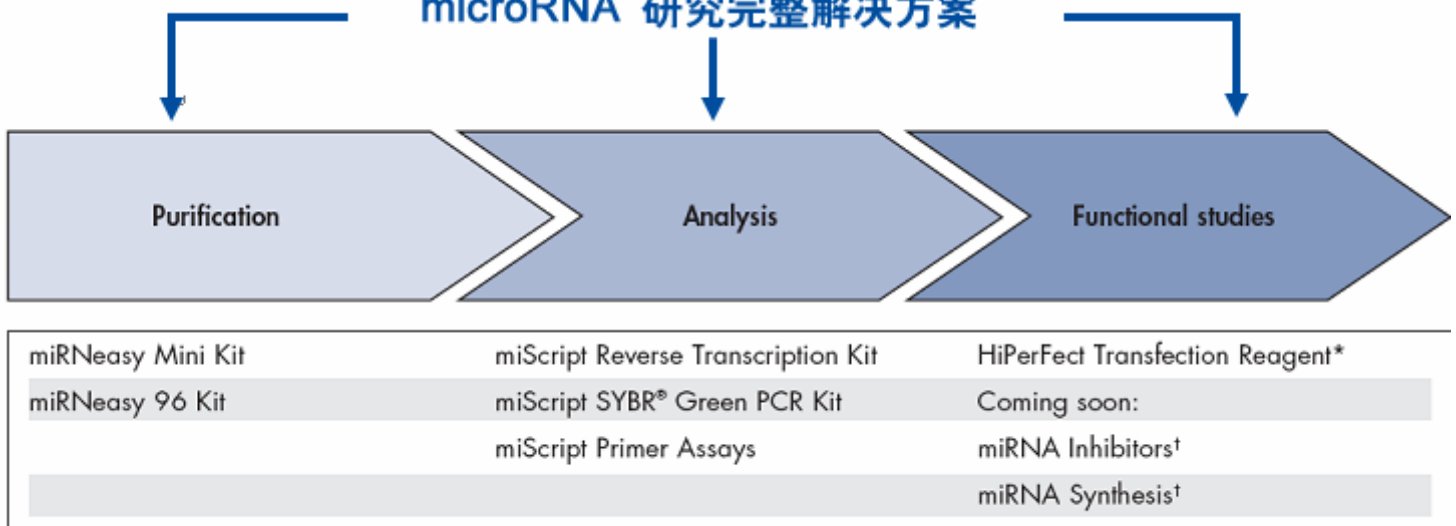 microRNA 研究完整解决方案
Purification
Analysis
Functional studies
miRNeasy Mini Kit miScript Reverse Transcription Kit HiPerFect Transfection Reagent*
miRNeasy 96 Kit miScript SYBR® Green PCR Kit Coming soon:
miScript Primer Assays miRNA Inhibitors†
miRNA Synthesis†